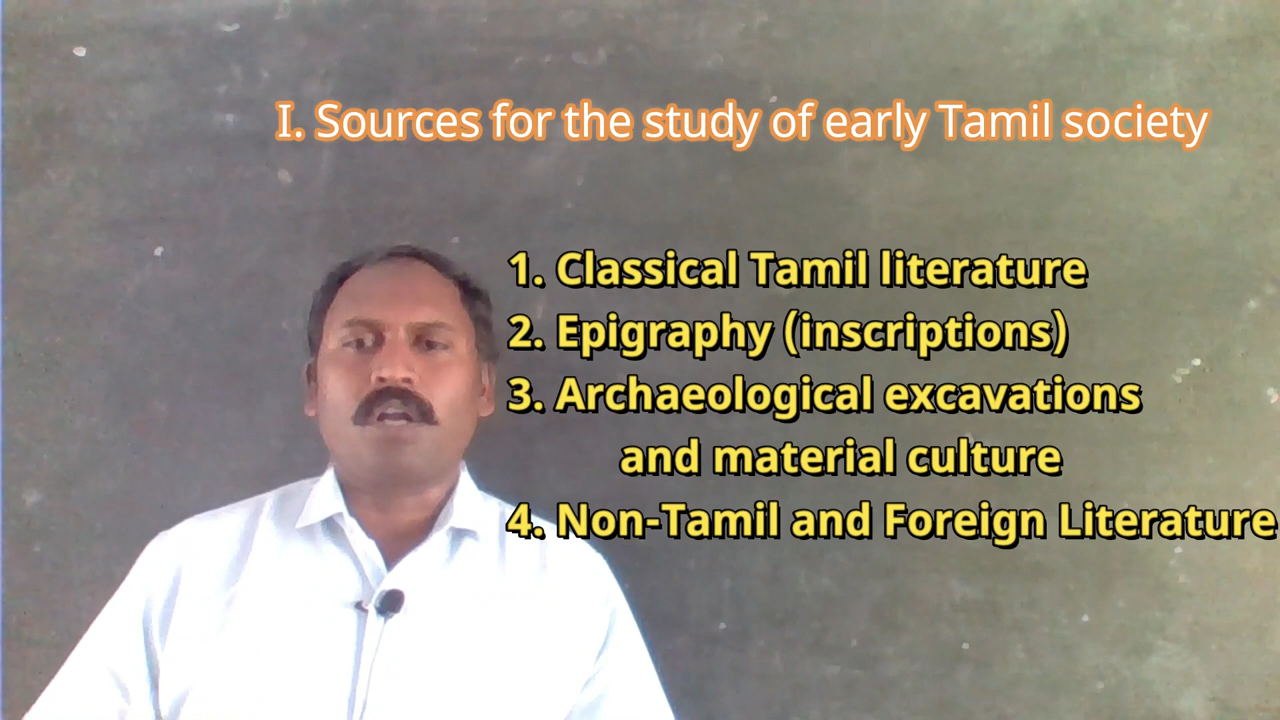 I. Sources for the study of early Tamil society
1. Classical Tamil literature
2. Epigraphy (inscriptions)
3. Archaeological excavations
and material culture
4. Non-Tamil and Foreign Literature